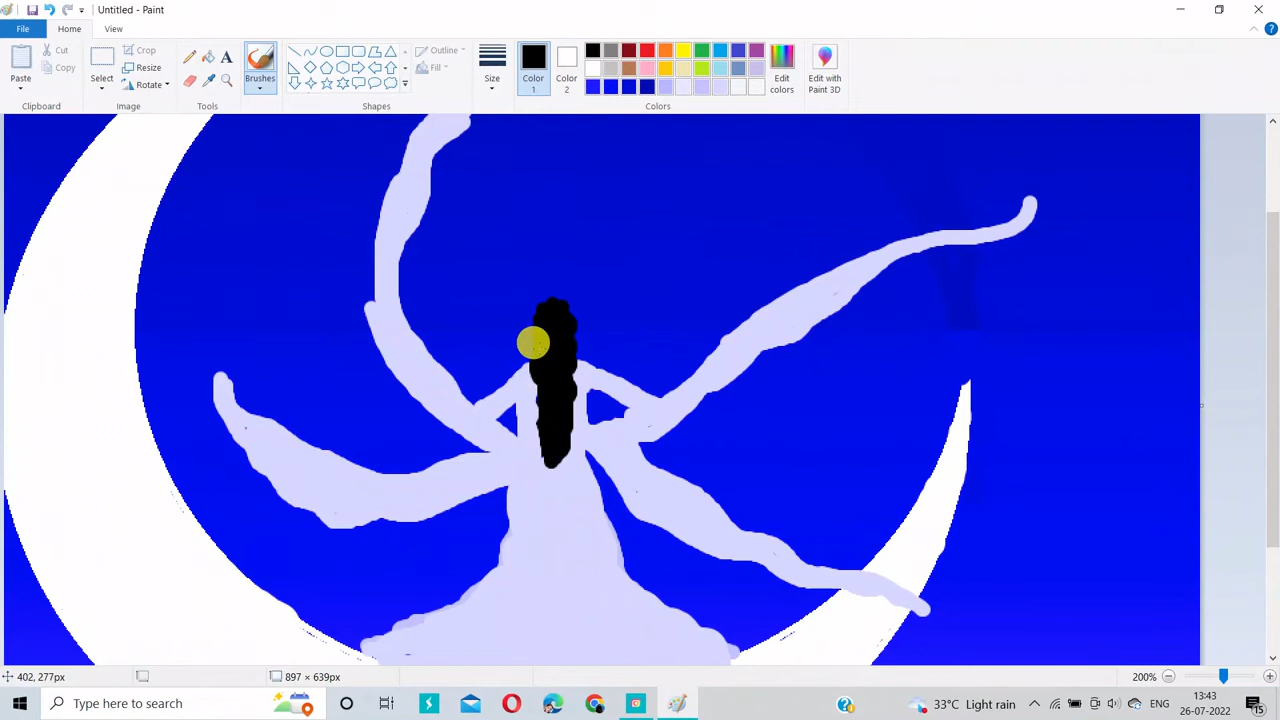 Untitled - Paint
File
Home
View
Paste
Cut
Copy
Clipboard
Select
Crop
Resize
Rotate
Image
Tools
Brushes
Shapes
Outline
Fill
Size
Color
1
Color
2
Colors
Edit
colors
Edit with
Paint 3D
402, 277px
897 × 639px
200%
Type here to search
33°C Light rain
ENG
13:43
26-07-2022
15